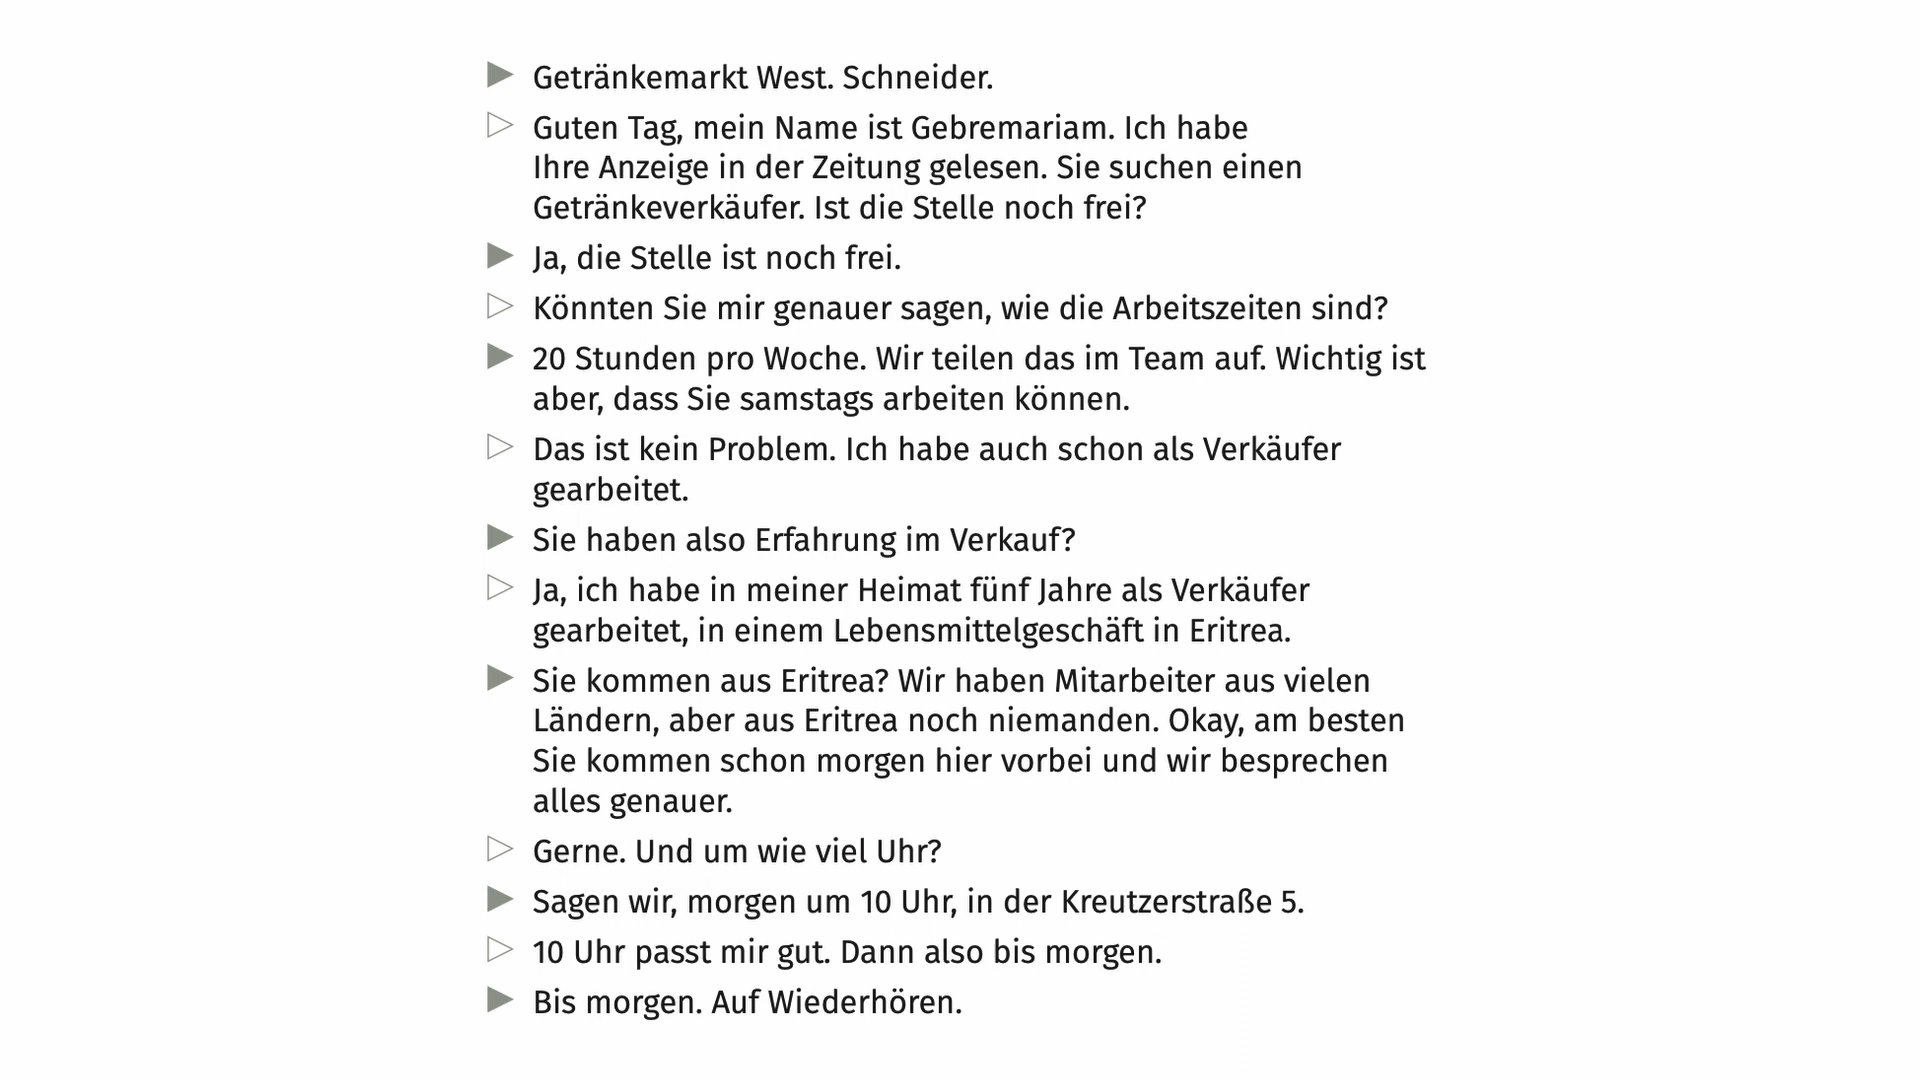 Getränkemarkt West. Schneider.
Guten Tag, mein Name ist Gebremariam. Ich habe
Ihre Anzeige in der Zeitung gelesen. Sie suchen einen
Getränkeverkäufer. Ist die Stelle noch frei?
Ja, die Stelle ist noch frei.
Könnten Sie mir genauer sagen, wie die Arbeitszeiten sind?
20 Stunden pro Woche. Wir teilen das im Team auf. Wichtig ist
aber, dass Sie samstags arbeiten können.
Das ist kein Problem. Ich habe auch schon als Verkäufer
gearbeitet.
Sie haben also Erfahrung im Verkauf?
Ja, ich habe in meiner Heimat fünf Jahre als Verkäufer
gearbeitet, in einem Lebensmittelgeschäft in Eritrea.
Sie kommen aus Eritrea? Wir haben Mitarbeiter aus vielen
Ländern, aber aus Eritrea noch niemanden. Okay, am besten
Sie kommen schon morgen hier vorbei und wir besprechen
alles genauer.
Gerne. Und um wie viel Uhr?
Sagen wir, morgen um 10 Uhr, in der Kreutzerstraße 5.
10 Uhr passt mir gut. Dann also bis morgen.
Bis morgen. Auf Wiederhören.